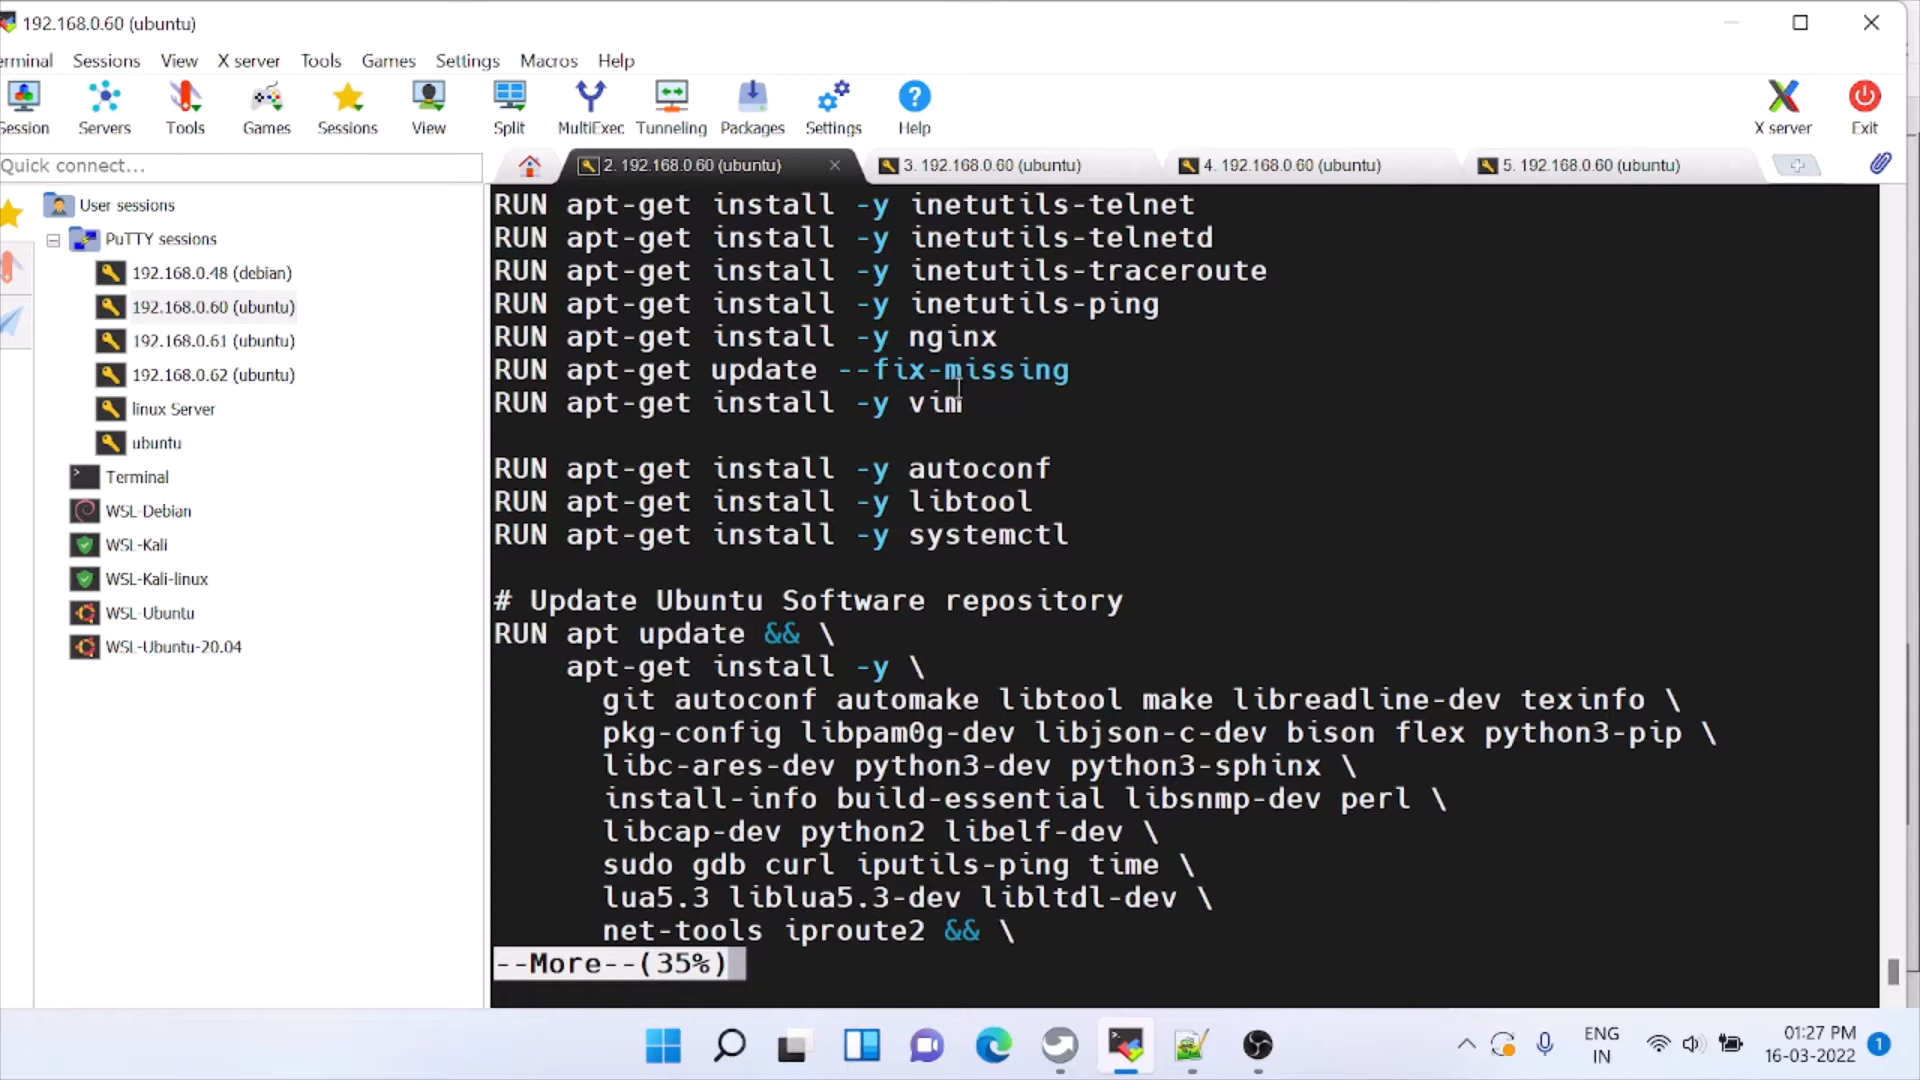 192.168.0.60 (ubuntu)
erminal Sessions View X server Tools Games Settings Macros Help
Session Servers Tools Games Sessions View Split MultiExec Tunneling Packages Settings Help X server Exit
Quick connect...
2. 192.168.0.60 (ubuntu)
3. 192.168.0.60 (ubuntu)
4. 192.168.0.60 (ubuntu)
5. 192.168.0.60 (ubuntu)
User sessions
PuTTY sessions
192.168.0.48 (debian)
192.168.0.60 (ubuntu)
192.168.0.61 (ubuntu)
192.168.0.62 (ubuntu)
linux Server
ubuntu
Terminal
WSL-Debian
WSL-Kali
WSL-Kali-linux
WSL-Ubuntu
WSL-Ubuntu-20.04
RUN apt-get install -y inetutils-telnet
RUN apt-get install -y inetutils-telnetd
RUN apt-get install -y inetutils-traceroute
RUN apt-get install -y inetutils-ping
RUN apt-get install -y nginx
RUN apt-get update --fix-missing
RUN apt-get install -y vim
RUN apt-get install -y autoconf
RUN apt-get install -y libtool
RUN apt-get install -y systemctl
# Update Ubuntu Software repository
RUN apt update && \
apt-get install -y \
git autoconf automake libtool make libreadline-dev texinfo \
pkg-config libpam0g-dev libjson-c-dev bison flex python3-pip \
libc-ares-dev python3-dev python3-sphinx \
install-info build-essential libsnmp-dev perl \
libcap-dev python2 libelf-dev \
sudo gdb curl iputils-ping time \
lua5.3 liblua5.3-dev libltdl-dev \
net-tools iproute2 && \
--More--(35%)
ENG
IN
01:27 PM
16-03-2022
1